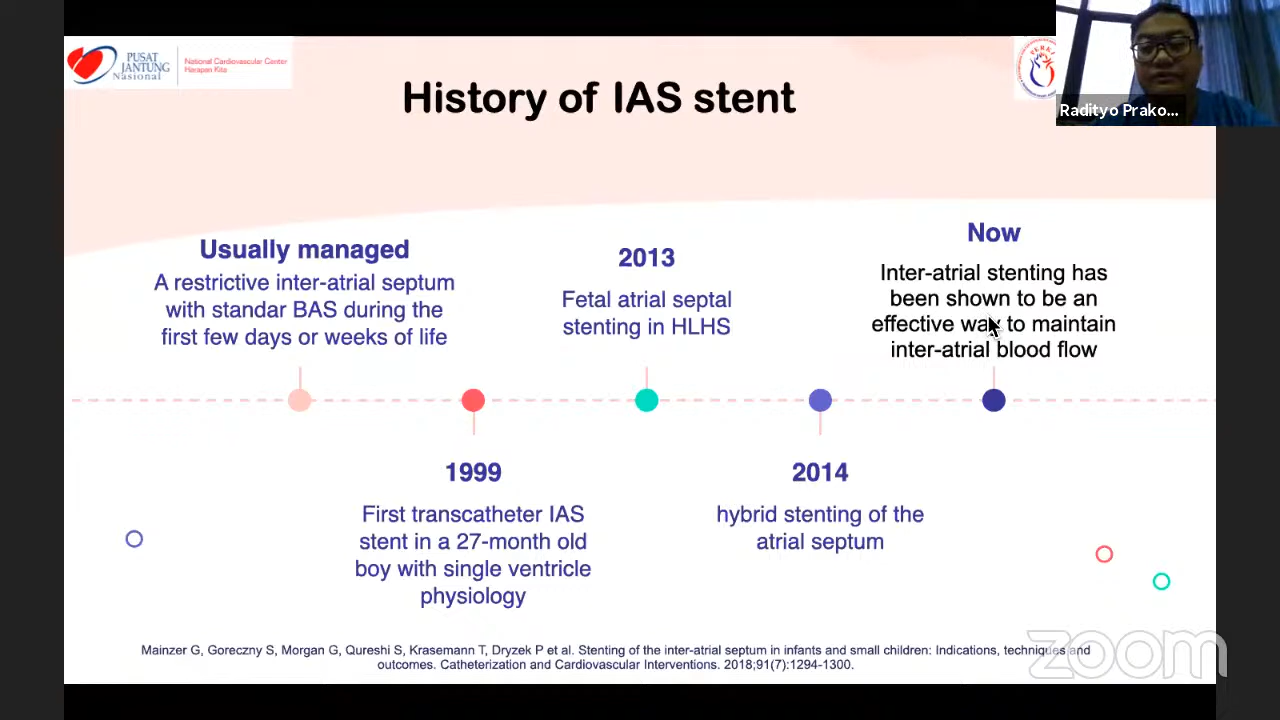 PUSAT
JANTUNG
Nasional
National Cardiovascular Center
Harapan Kita
History of IAS stent
Radityo Prako...
Usually managed
A restrictive inter-atrial septum
with standar BAS during the
first few days or weeks of life
2013
Fetal atrial septal
stenting in HLHS
Now
Inter-atrial stenting has
been shown to be an
effective way to maintain
inter-atrial blood flow
1999
First transcatheter IAS
stent in a 27-month old
boy with single ventricle
physiology
2014
hybrid stenting of the
atrial septum
Mainzer G, Goreczny S, Morgan G, Qureshi S, Krasemann T, Dryzek P et al. Stenting of the inter-atrial septum in infants and small children: Indications, techniques and
outcomes. Catheterization and Cardiovascular Interventions. 2018;91(7):1294-1300.
zoom